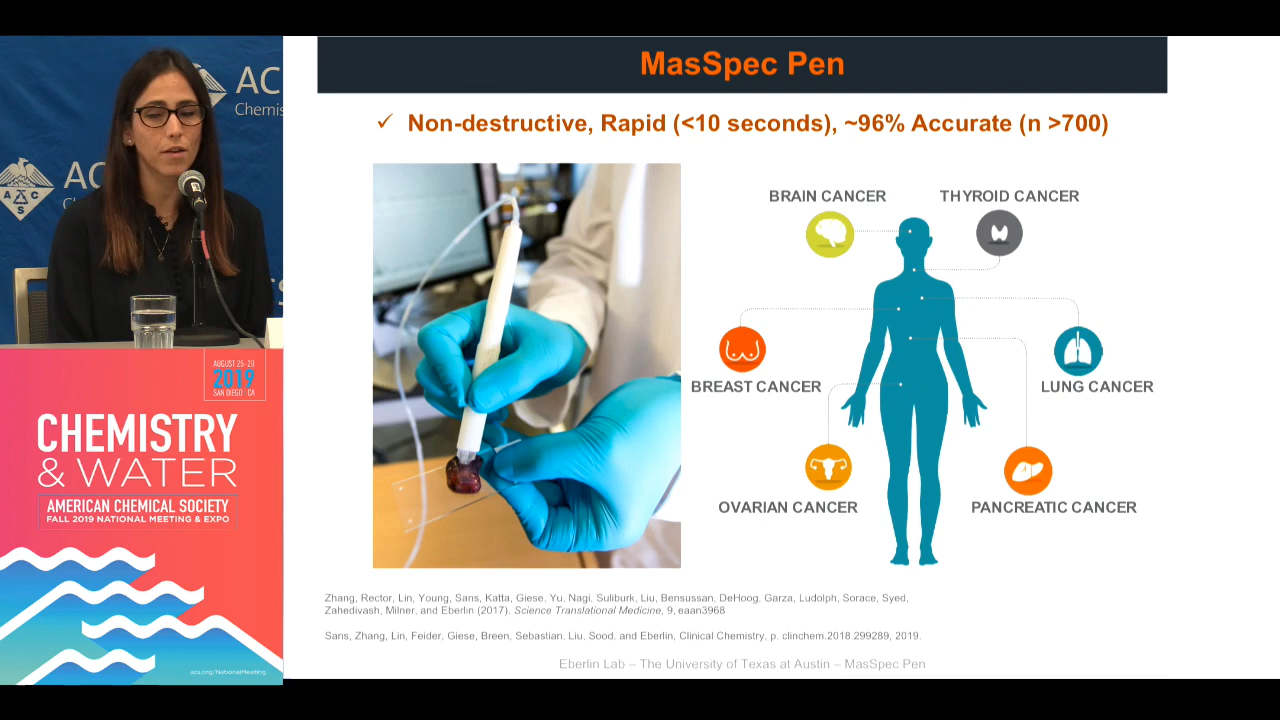 AC
Chemis
AC
Ch
A C S
S
AUGUST 25-29
2019
SAN DIEGO CA
CHEMISTRY
& WATER
AMERICAN CHEMICAL SOCIETY
FALL 2019 NATIONAL MEETING & EXPO
acs.org/NationalMeeting
MasSpec Pen
✓ Non-destructive, Rapid (<10 seconds), ~96% Accurate (n >700)
BRAIN CANCER
THYROID CANCER
BREAST CANCER
LUNG CANCER
OVARIAN CANCER
PANCREATIC CANCER
Zhang, Rector, Lin, Young, Sans, Katta, Giese, Yu, Nagi, Suliburk, Liu, Bensussan, DeHoog, Garza, Ludolph, Sorace, Syed,
Zahedivash, Milner, and Eberlin (2017). Science Translational Medicine, 9, eaan3968
Sans, Zhang, Lin, Feider, Giese, Breen, Sebastian, Liu, Sood, and Eberlin, Clinical Chemistry, p. clinchem.2018.299289, 2019.
Eberlin Lab – The University of Texas at Austin – MasSpec Pen